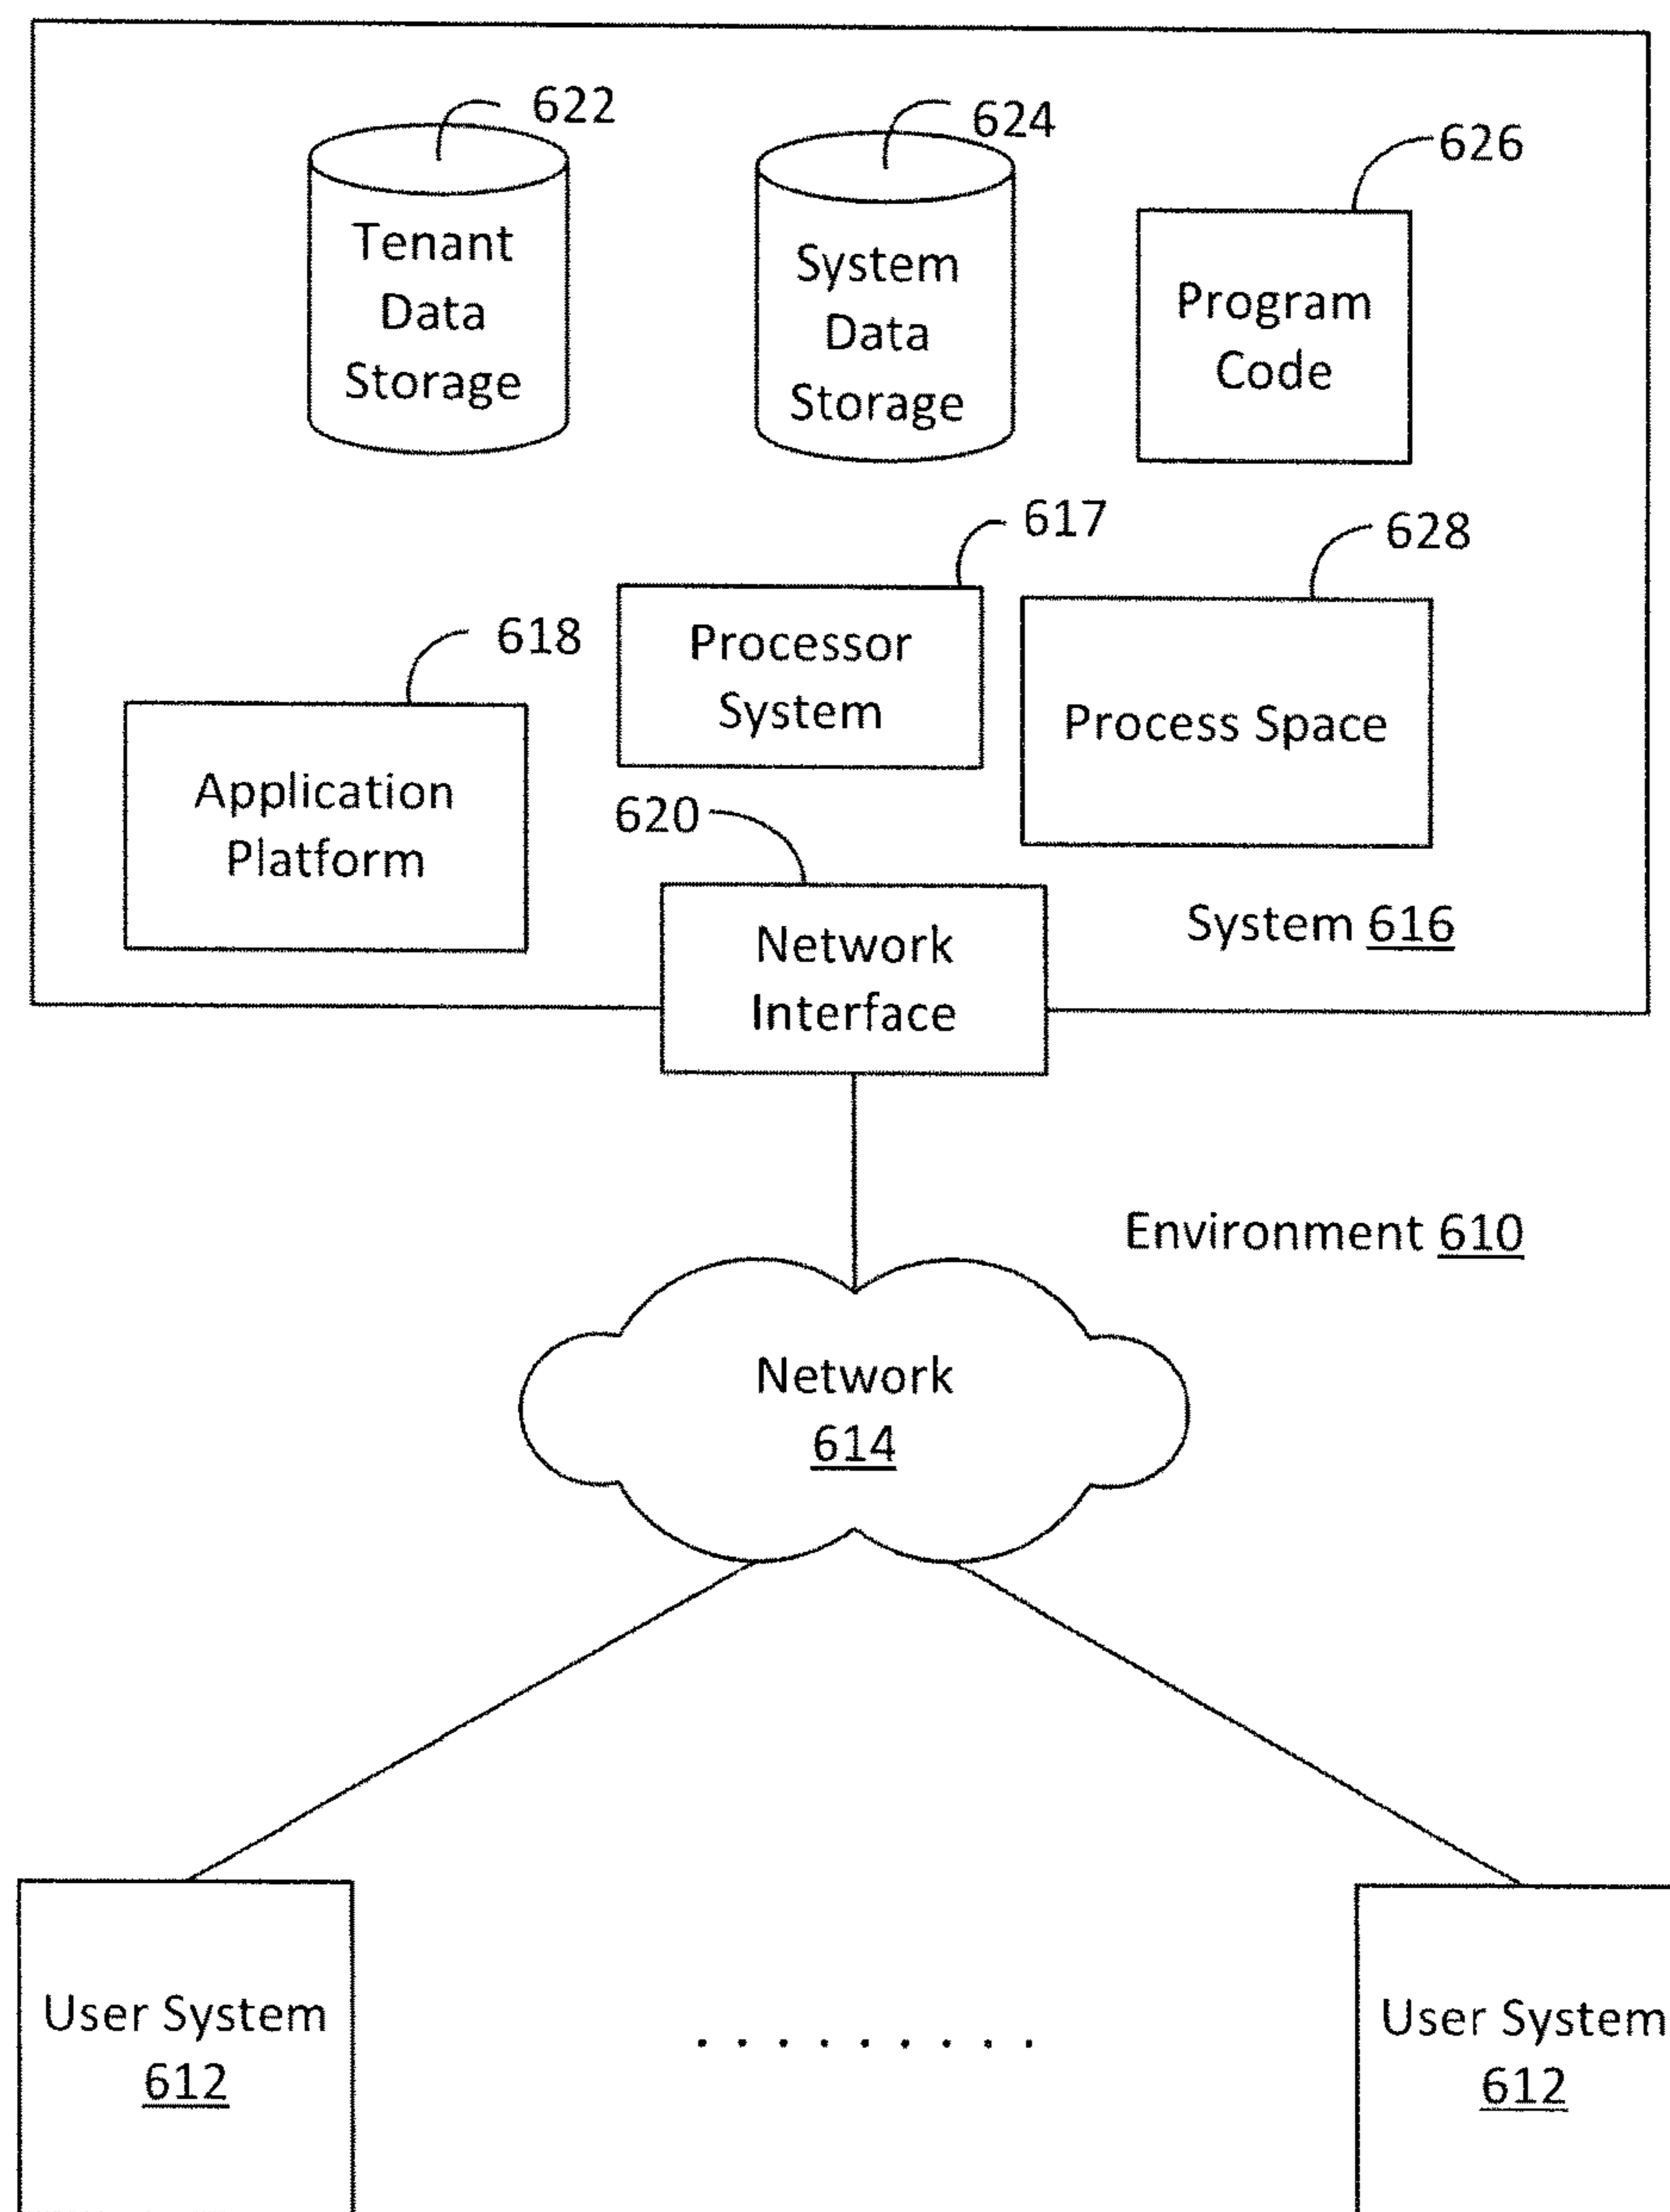 622
624
626
Tenant
Data
Storage
System
Data
Storage
Program
Code
617
628
618
Processor
System
Process Space
Application
Platform
620
Network
Interface
System 616
Environment 610
Network
614
User System
612
.........
User System
612